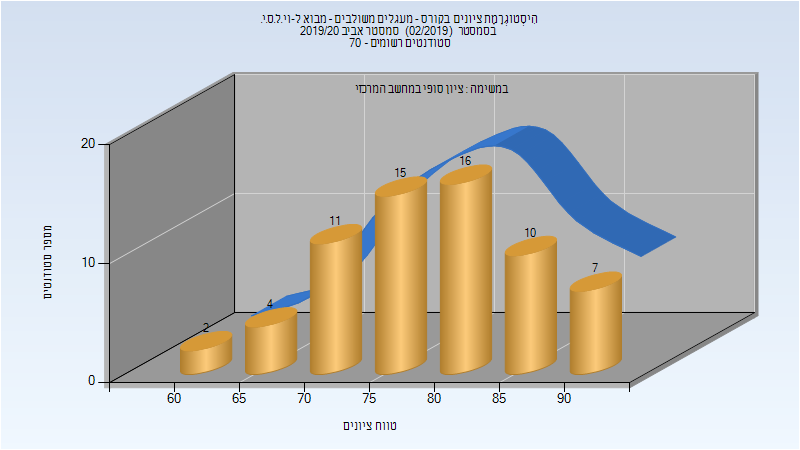 הִיסְטוֹגְרָמַת ציונים בקורס - מעגלים משולבים - מבוא ל-וי.ל.ס.י.
בסמסטר (02/2019) סמסטר אביב 2019/20
סטודנטים רשומים - 70
במשימה : ציון סופי במחשב המרכזי
20
10
0
מספר סטודנטים
2
4
11
15
16
10
7
60
65
70
75
80
85
90
טווח ציונים